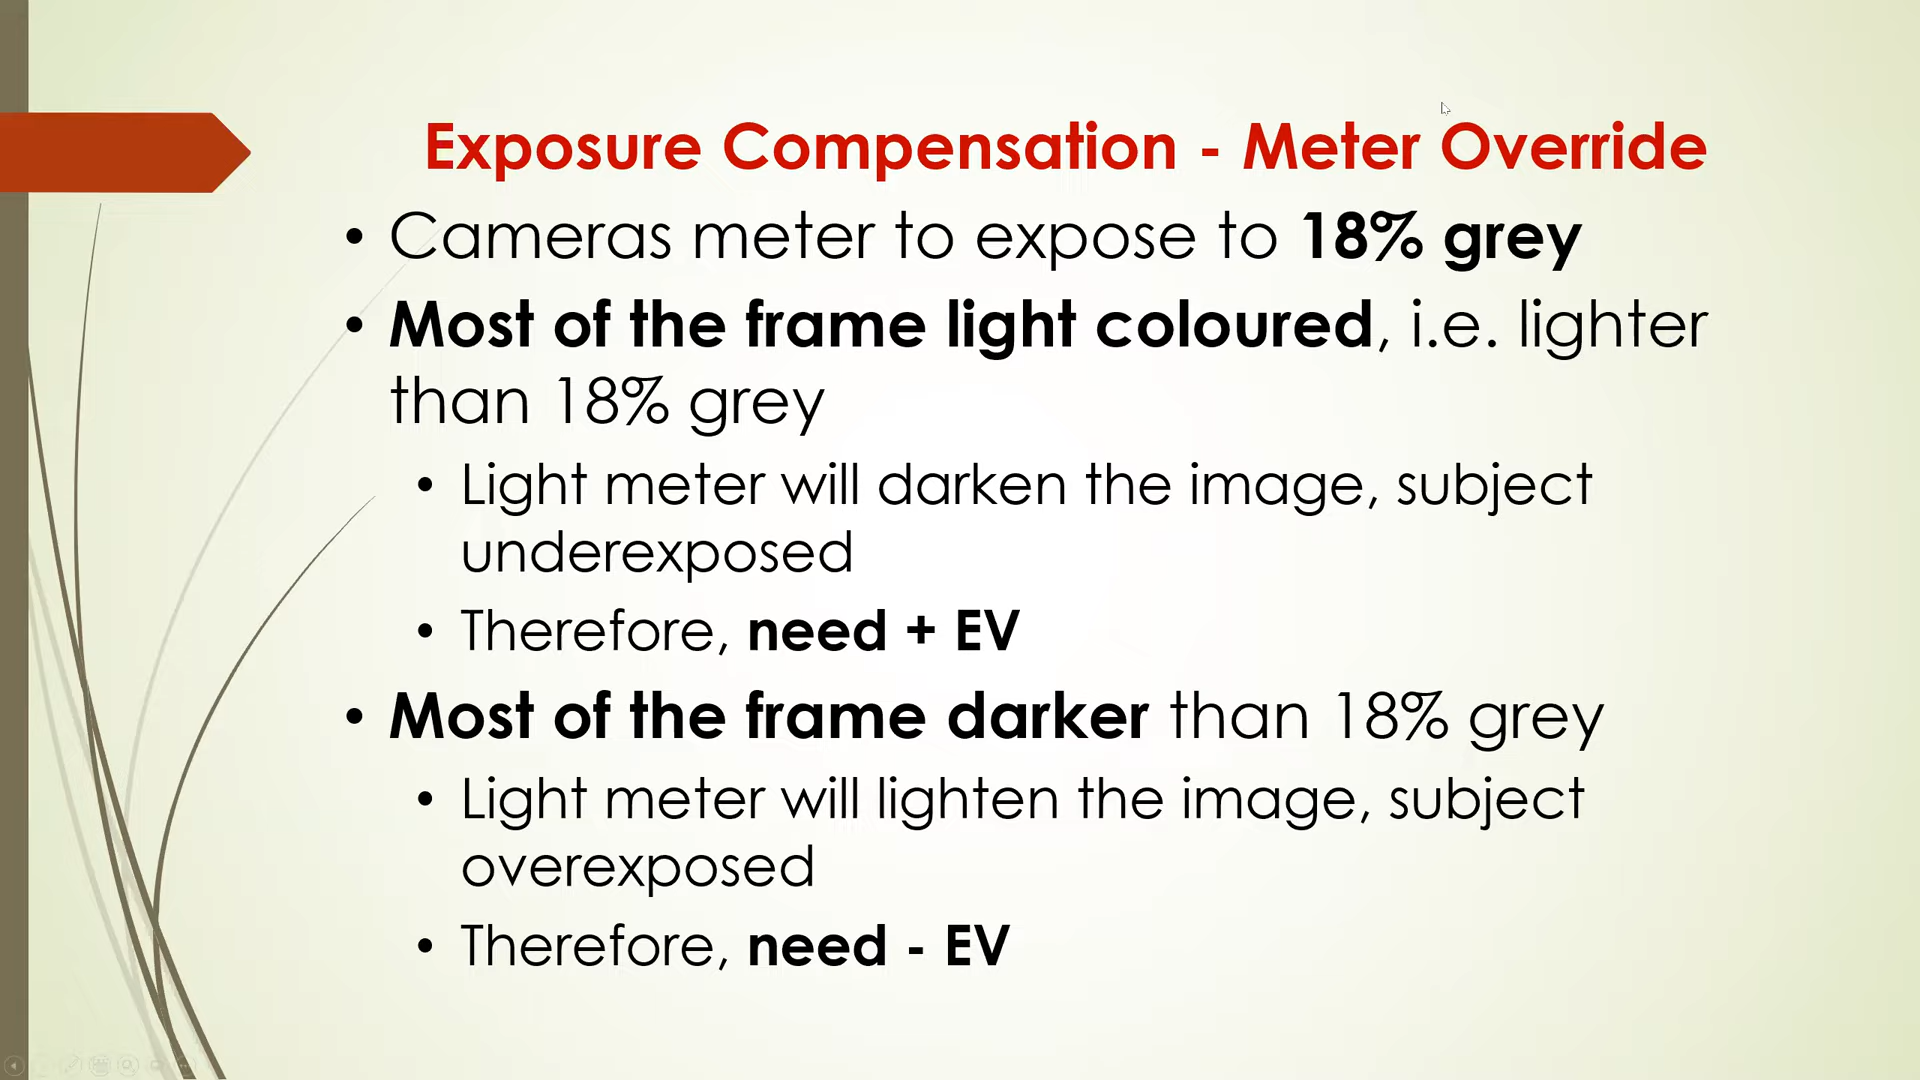 Exposure Compensation - Meter Override
• Cameras meter to expose to 18% grey
• Most of the frame light coloured, i.e. lighter
than 18% grey
• Light meter will darken the image, subject
underexposed
• Therefore, need + EV
• Most of the frame darker than 18% grey
• Light meter will lighten the image, subject
overexposed
• Therefore, need - EV